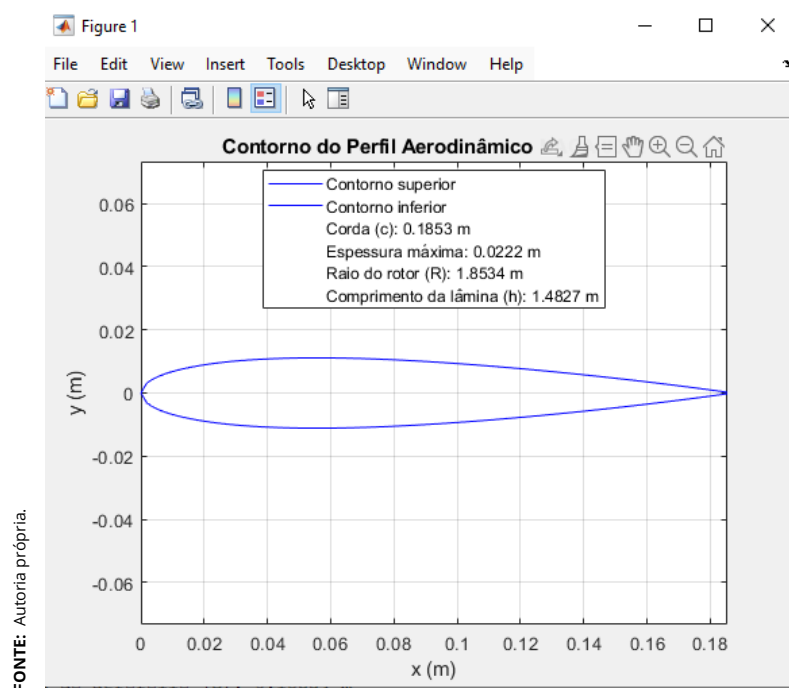 Figure 1
File Edit View Insert Tools Desktop Window Help
Contorno do Perfil Aerodinâmico
Contorno superior
Contorno inferior
Corda (c): 0.1853 m
Espessura máxima: 0.0222 m
Raio do rotor (R): 1.8534 m
Comprimento da lâmina (h): 1.4827 m
0.06
0.04
0.02
0
-0.02
-0.04
-0.06
y (m)
0 0.02 0.04 0.06 0.08 0.1 0.12 0.14 0.16 0.18
x (m)
FONTE: Autoria própria.